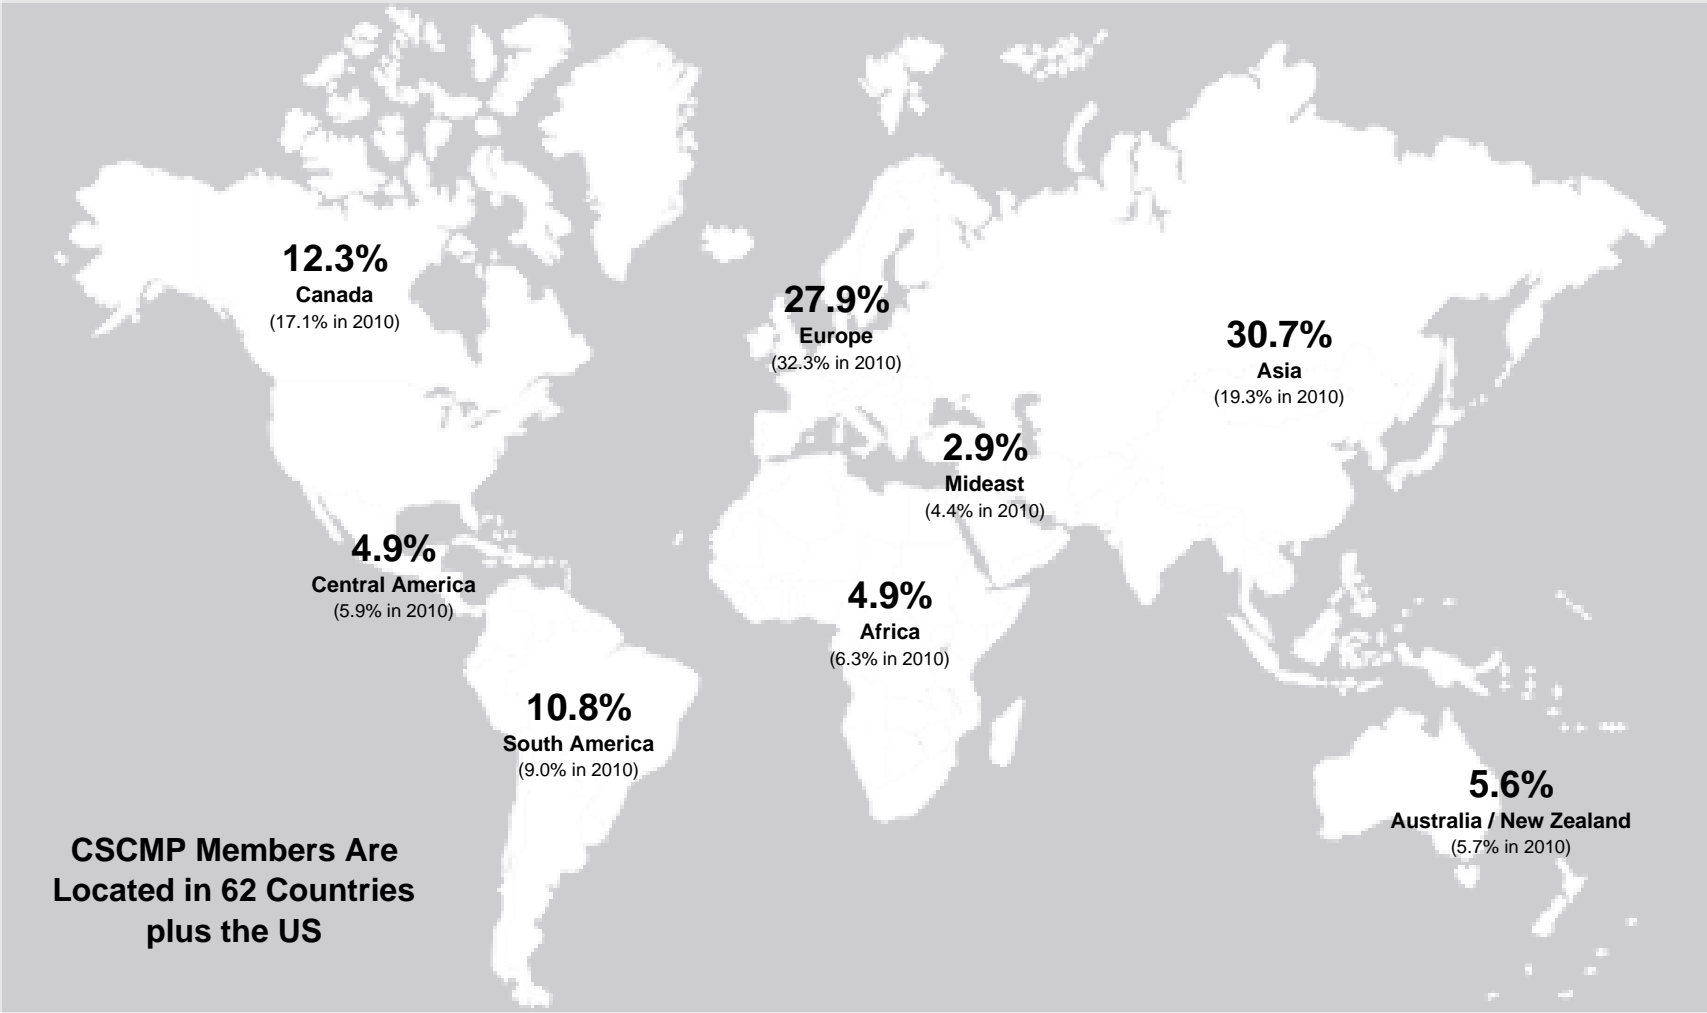 12.3%
Canada
(17.1% in 2010)
27.9%
Europe
(32.3% in 2010)
30.7%
Asia
(19.3% in 2010)
2.9%
Mideast
(4.4% in 2010)
4.9%
Central America
(5.9% in 2010)
4.9%
Africa
(6.3% in 2010)
10.8%
South America
(9.0% in 2010)
5.6%
Australia / New Zealand
(5.7% in 2010)
CSCMP Members Are
Located in 62 Countries
plus the US